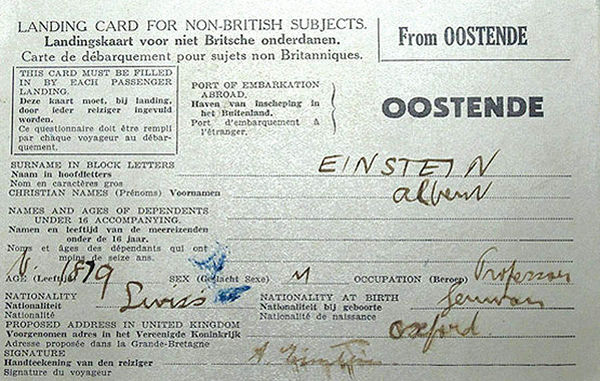 LANDING CARD FOR NON-BRITISH SUBJECTS.
Landingskaart voor niet Britsche onderdanen.
Carte de débarquement pour sujets non Britanniques.
From OOSTENDE
THIS CARD MUST BE FILLED
IN BY EACH PASSENGER
LANDING.
Deze kaart moet, bij landing,
door ieder reiziger ingevuld
worden.
Ce questionnaire doit être rempli
par chaque voyageur au débar-
quement.
PORT OF EMBARKATION
ABROAD.
Haven van inscheping in
het Buitenland.
Port d'embarquement à
l'étranger.
OOSTENDE
SURNAME IN BLOCK LETTERS EINSTEIN
Naam in hoofdletters
Nom en caractères gros
CHRISTIAN NAMES (Prénoms) Voornamen Albert
NAMES AND AGES OF DEPENDENTS
UNDER 16 ACCOMPANYING.
Namen en leeftijd van de meereizenden
onder de 16 jaar.
Noms et âges des dépendants qui ont
moins de seize ans.
AGE (Leeftijd) 1879 SEX (Geslacht Sexe) M OCCUPATION (Beroep) Professor
NATIONALITY Swiss NATIONALITY AT BIRTH German
Nationaliteit Nationaliteit bij geboorte
Nationalité Nationalité de naissance
PROPOSED ADDRESS IN UNITED KINGDOM Oxford
Voorgenomen adres in het Vereenigde Koninkrijk
Adresse proposée dans la Grande-Bretagne
SIGNATURE A. Einstein
Handteekening van den reiziger
Signature du voyageur